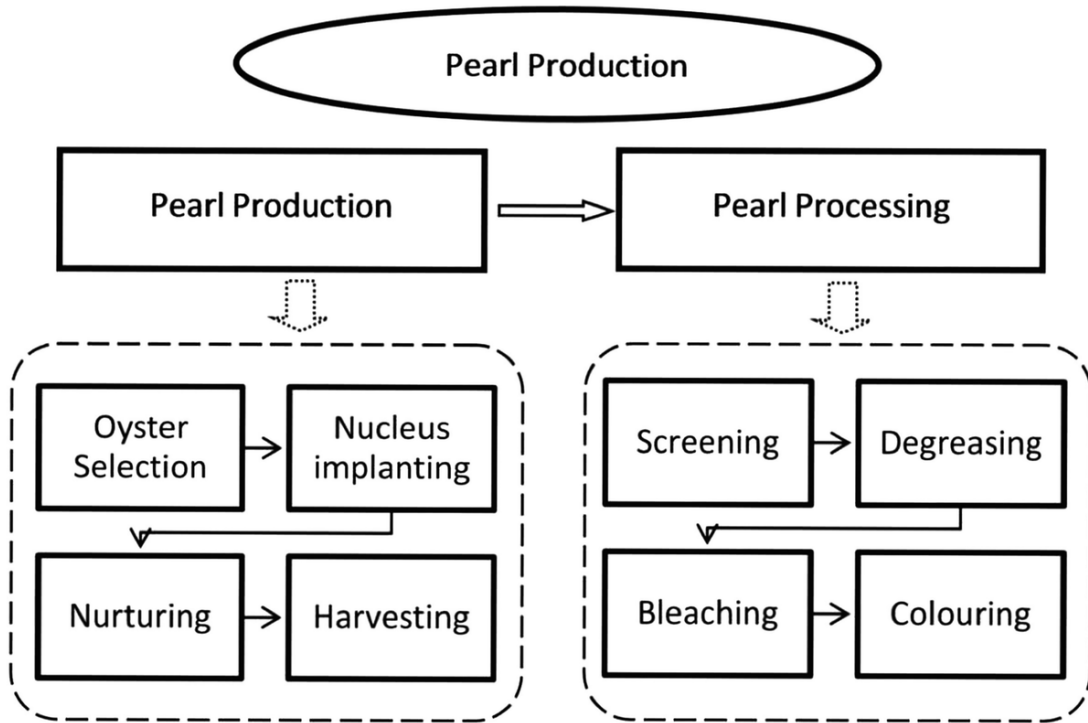 Pearl Production
Pearl Production
Pearl Processing
Oyster
Selection
Nucleus
implanting
Nurturing
Harvesting
Screening
Degreasing
Bleaching
Colouring